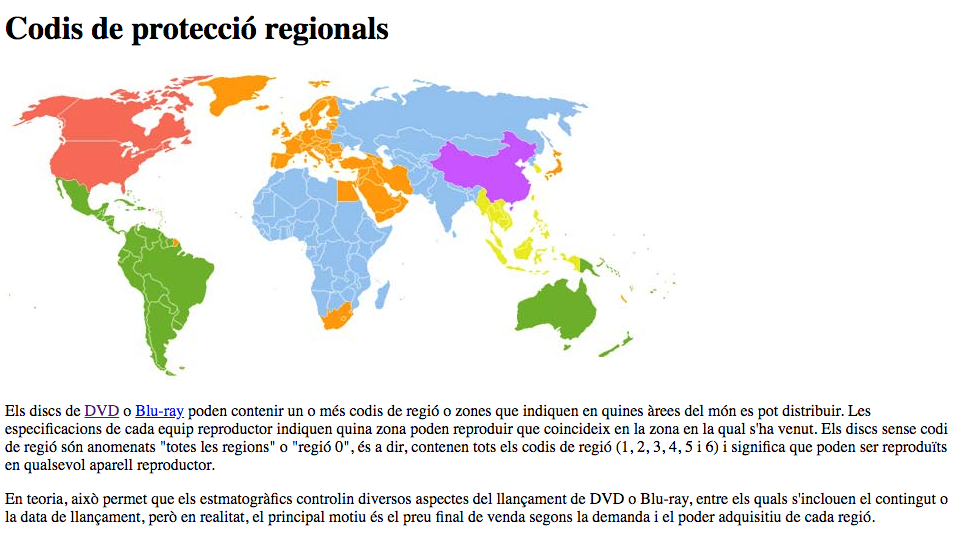 Codis de protecció regionals
Els discs de DVD o Blu-ray poden contenir un o més codis de regió o zones que indiquen en quines àrees del món es pot distribuir. Les
especificacions de cada equip reproductor indiquen quina zona poden reproduir que coincideix en la zona en la qual s'ha venut. Els discs sense codi
de regió són anomenats "totes les regions" o "regió 0", és a dir, contenen tots els codis de regió (1, 2, 3, 4, 5 i 6) i significa que poden ser reproduïts
en qualsevol aparell reproductor.
En teoria, això permet que els estmatogràfics controlin diversos aspectes del llançament de DVD o Blu-ray, entre els quals s'inclouen el contingut o
la data de llançament, però en realitat, el principal motiu és el preu final de venda segons la demanda i el poder adquisitiu de cada regió.